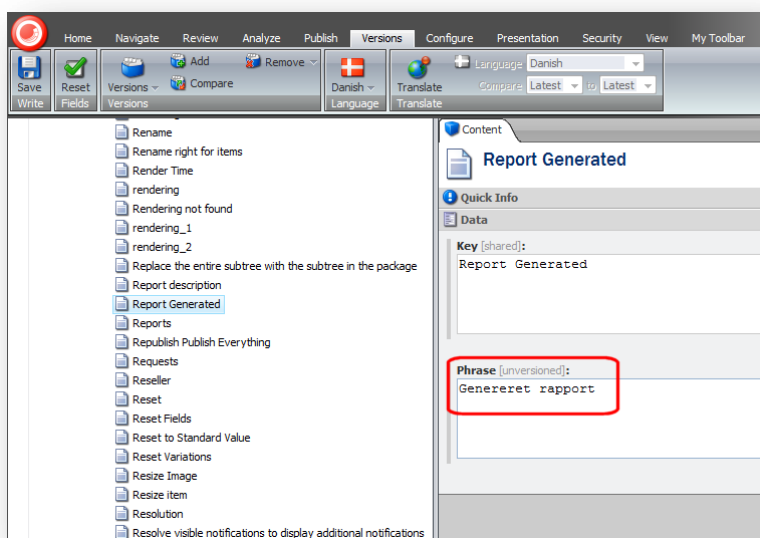 Home Navigate Review Analyze Publish Versions Configure Presentation Security View My Toolbar
Save Reset Versions Add Remove Danish Translate Language Danish
Compare Compare Latest to Latest
Write Fields Versions Language Translate
Rename
Rename right for items
Render Time
rendering
Rendering not found
rendering_1
rendering_2
Replace the entire subtree with the subtree in the package
Report description
Report Generated
Reports
Republish Publish Everything
Requests
Reseller
Reset
Reset Fields
Reset to Standard Value
Reset Variations
Resize Image
Resize item
Resolution
Resolve visible notifications to display additional notifications
Content
Report Generated
Quick Info
Data
Key [shared]:
Report Generated
Phrase [unversioned]:
Genereret rapport